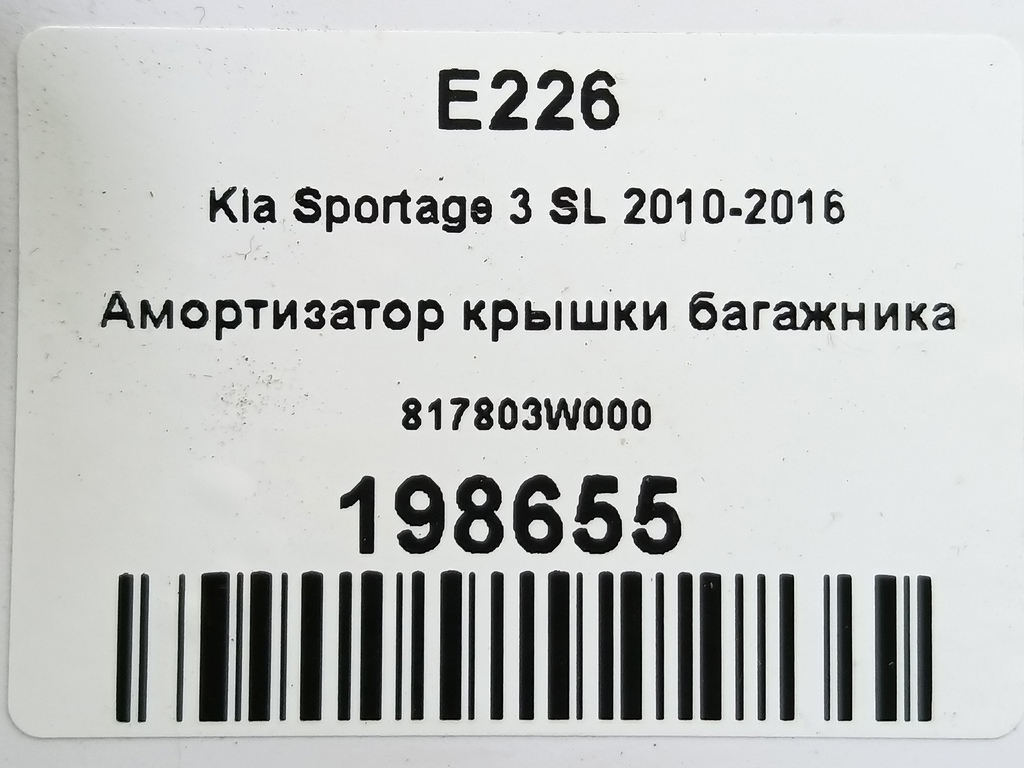 E226
Kia Sportage 3 SL 2010-2016
Амортизатор крышки багажника
817803W000
198655